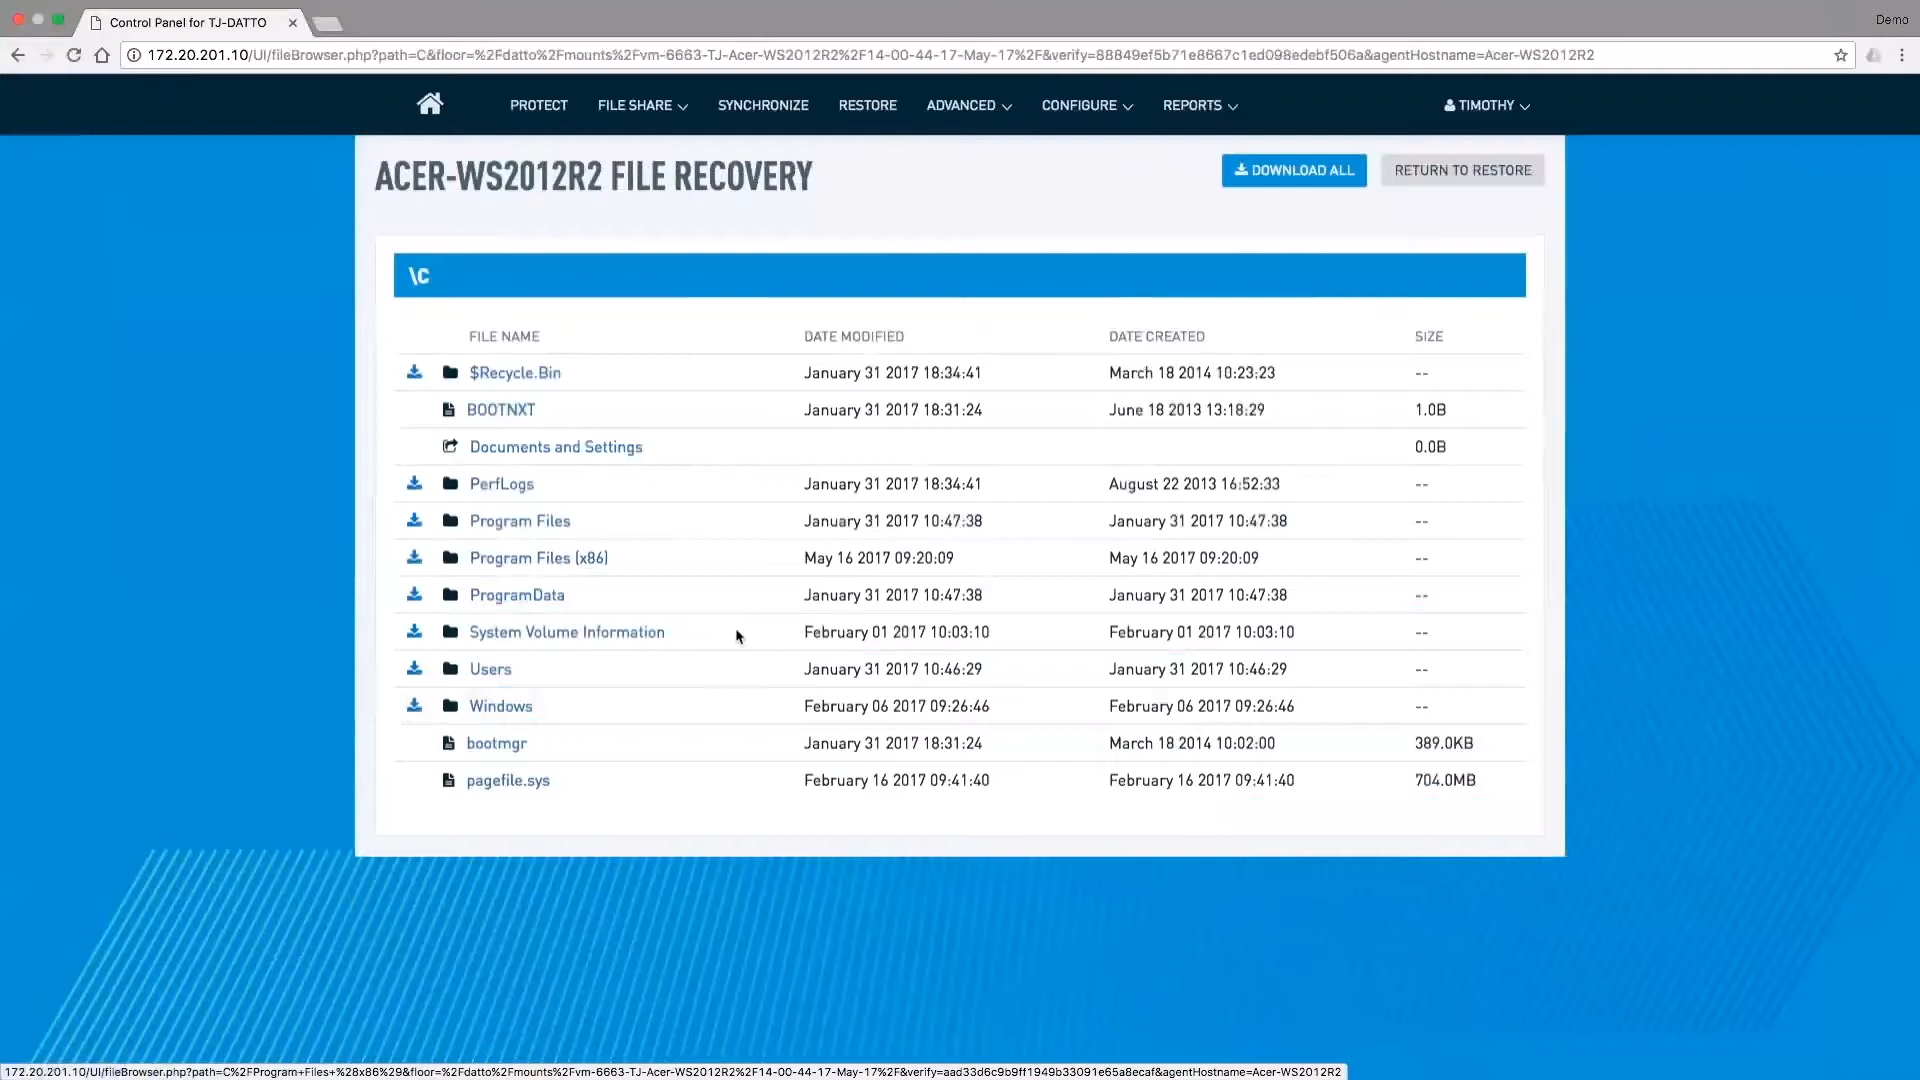 Control Panel for TJ-DATTO
Demo
172.20.201.10/UI/fileBrowser.php?path=C&floor=%2Fdatto%2Fmounts%2Fvm-6663-TJ-Acer-WS2012R2%2F14-00-44-17-May-17%2F&verify=88849ef5b71e8667c1ed098edebf506a&agentHostname=Acer-WS2012R2
PROTECT FILE SHARE SYNCHRONIZE RESTORE ADVANCED CONFIGURE REPORTS TIMOTHY
ACER-WS2012R2 FILE RECOVERY
DOWNLOAD ALL RETURN TO RESTORE
\C
FILE NAME DATE MODIFIED DATE CREATED SIZE
$Recycle.Bin January 31 2017 18:34:41 March 18 2014 10:23:23 --
BOOTNXT January 31 2017 18:31:24 June 18 2013 13:18:29 1.0B
Documents and Settings 0.0B
PerfLogs January 31 2017 18:34:41 August 22 2013 16:52:33 --
Program Files January 31 2017 10:47:38 January 31 2017 10:47:38 --
Program Files (x86) May 16 2017 09:20:09 May 16 2017 09:20:09 --
ProgramData January 31 2017 10:47:38 January 31 2017 10:47:38 --
System Volume Information February 01 2017 10:03:10 February 01 2017 10:03:10 --
Users January 31 2017 10:46:29 January 31 2017 10:46:29 --
Windows February 06 2017 09:26:46 February 06 2017 09:26:46 --
bootmgr January 31 2017 18:31:24 March 18 2014 10:02:00 389.0KB
pagefile.sys February 16 2017 09:41:40 February 16 2017 09:41:40 704.0MB
172.20.201.10/UI/fileBrowser.php?path=C%2FProgram+Files+%28x86%29&floor=%2Fdatto%2Fmounts%2Fvm-6663-TJ-Acer-WS2012R2%2F14-00-44-17-May-17%2F&verify=aad33d6c9b9ff1949b33091e65a8ecaf&agentHostname=Acer-WS2012R2